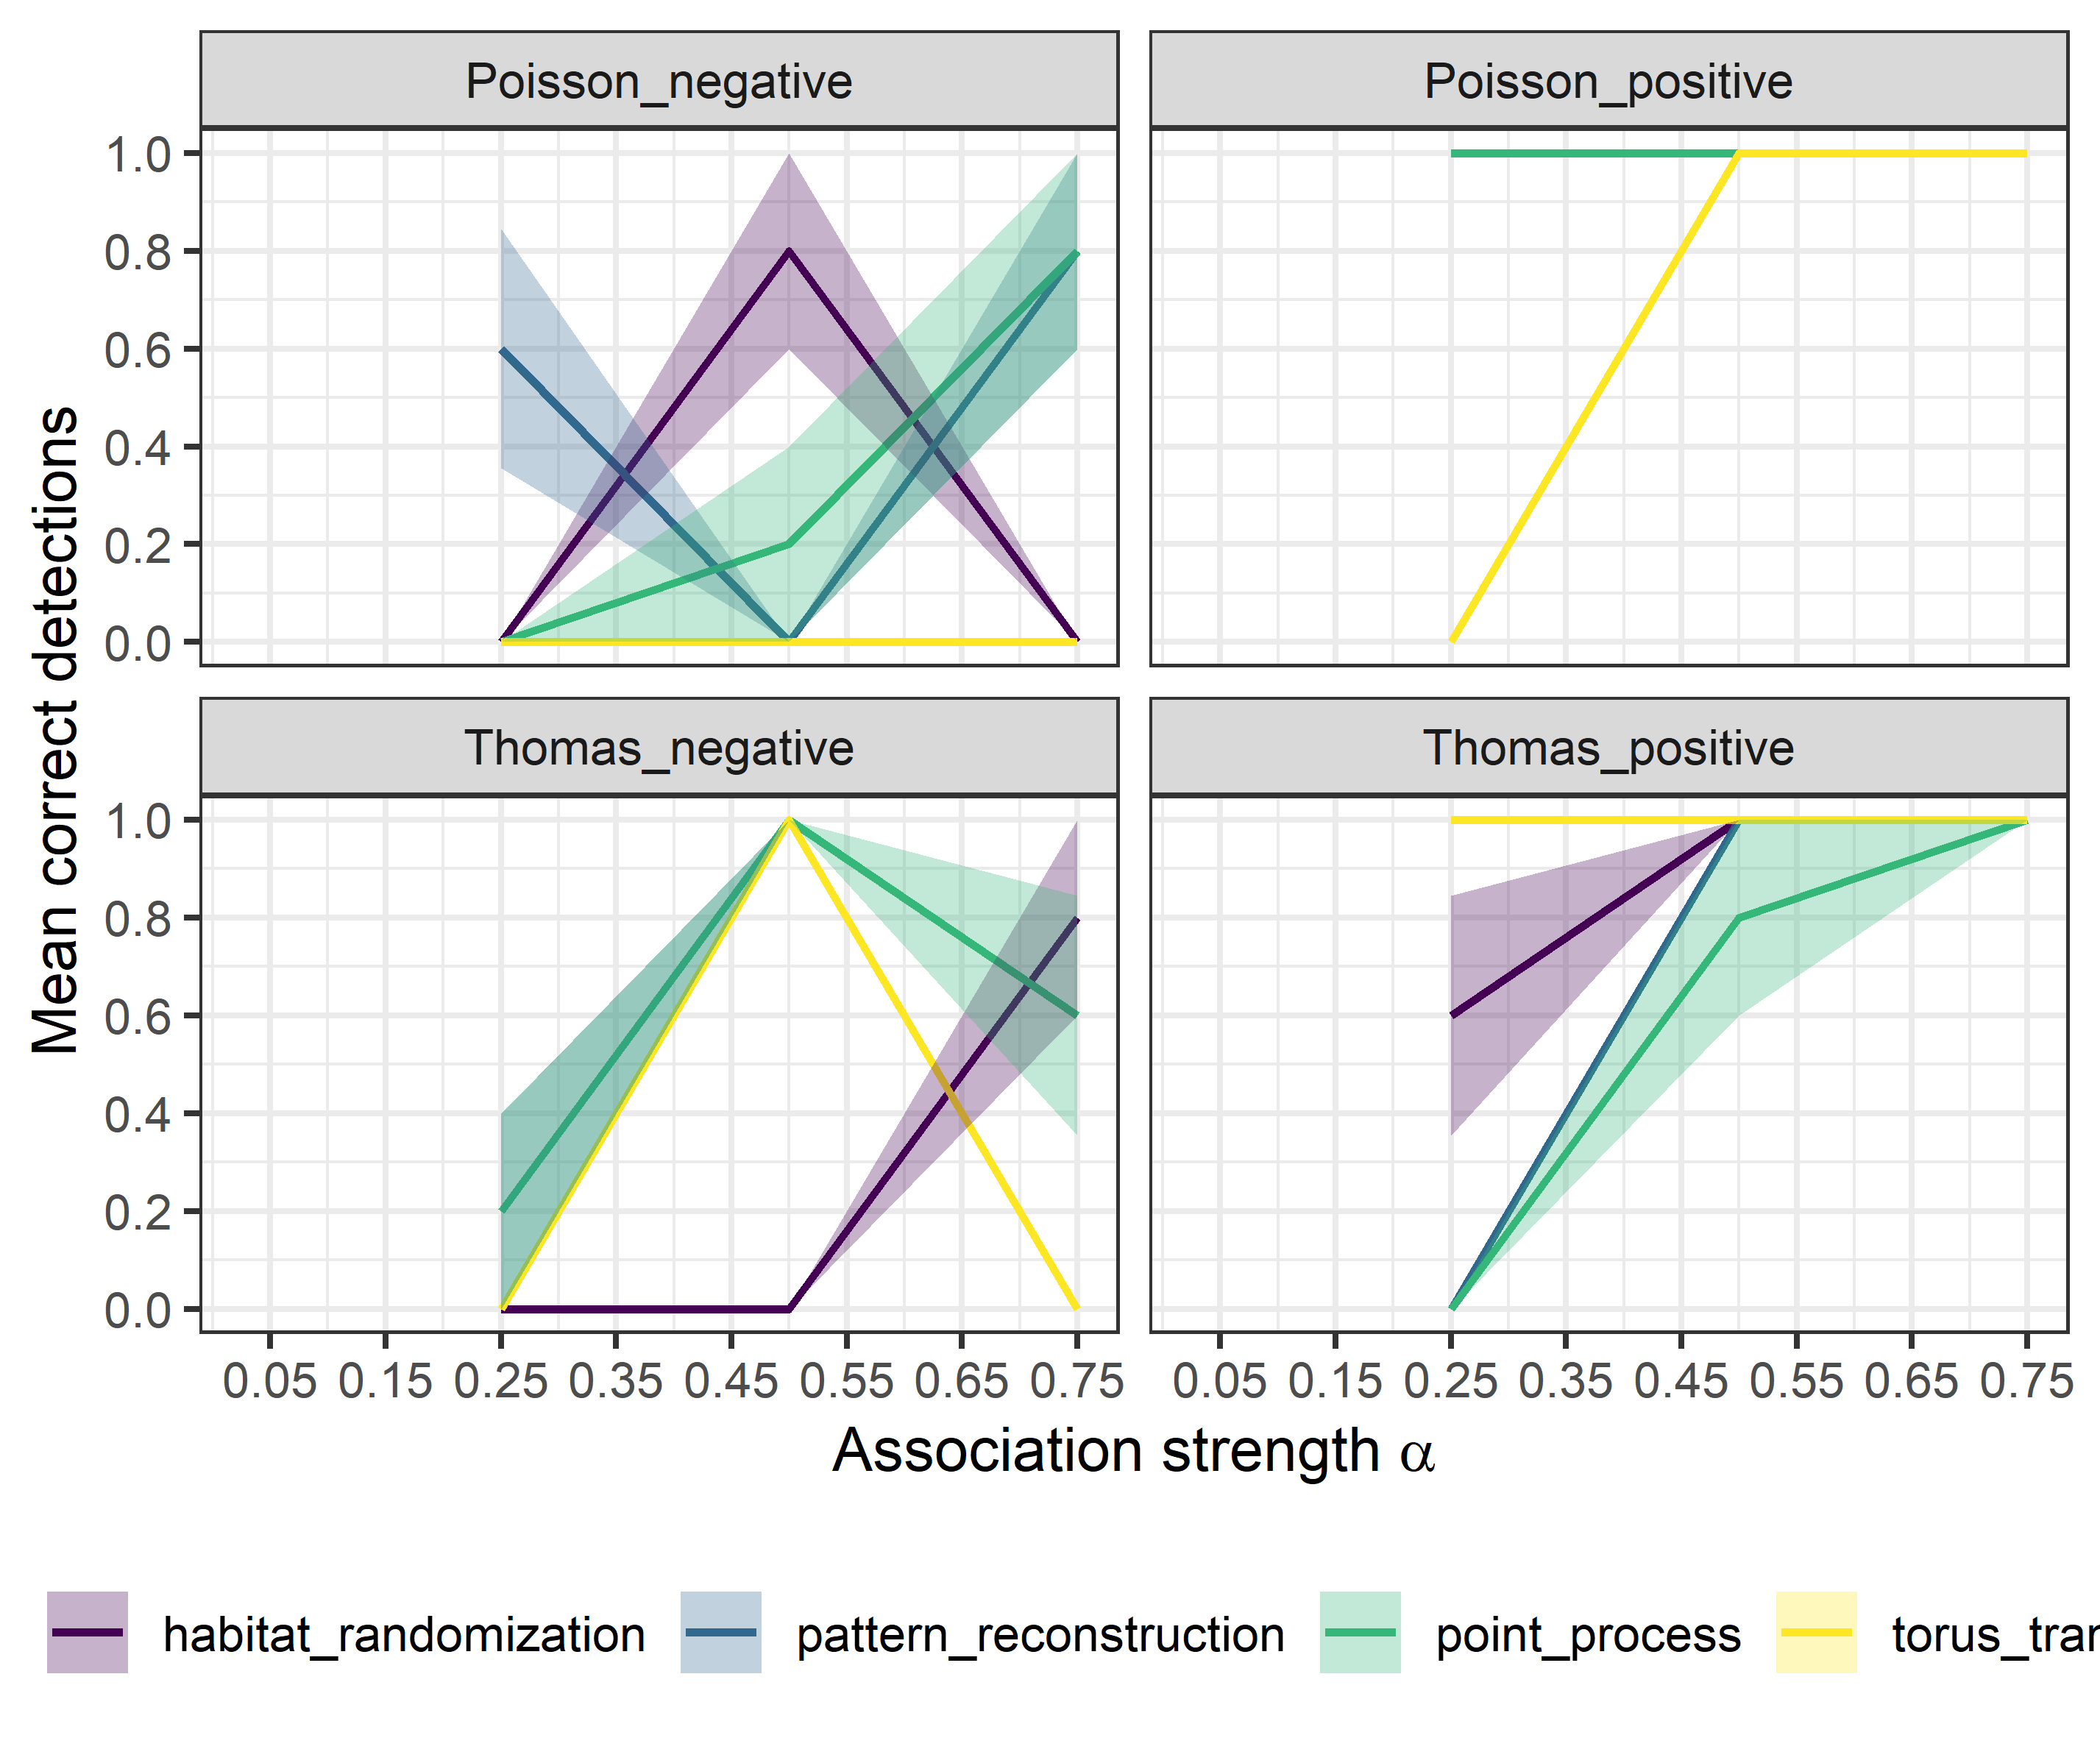 Poisson_negative Poisson_positive
1.0
0.8
0.6
0.4
0.2
0.0
Thomas_negative Thomas_positive
1.0
0.8
0.6
0.4
0.2
0.0
Mean correct detections
0.05 0.15 0.25 0.35 0.45 0.55 0.65 0.75 0.05 0.15 0.25 0.35 0.45 0.55 0.65 0.75
Association strength α
habitat_randomization pattern_reconstruction point_process torus_tran